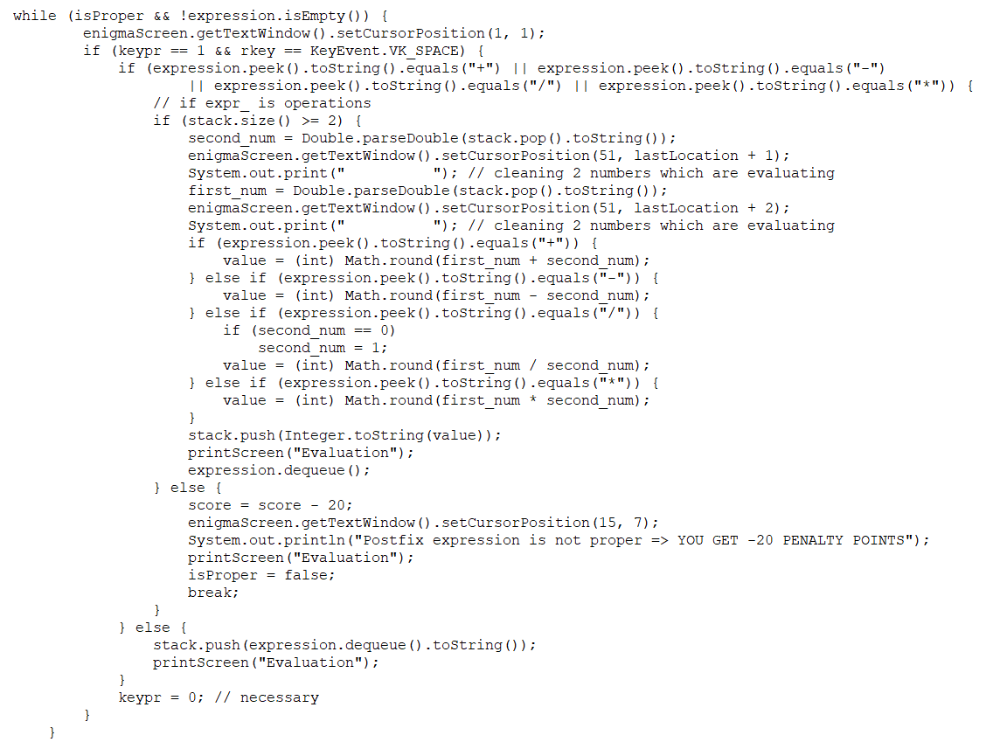 while (isProper && !expression.isEmpty()) {
        enigmaScreen.getTextWindow().setCursorPosition(1, 1);
        if (keypr == 1 && rkey == KeyEvent.VK_SPACE) {
            if (expression.peek().toString().equals("+") || expression.peek().toString().equals("-")
                    || expression.peek().toString().equals("/") || expression.peek().toString().equals("*")) {
                // if expr_ is operations
                if (stack.size() >= 2) {
                    second_num = Double.parseDouble(stack.pop().toString());
                    enigmaScreen.getTextWindow().setCursorPosition(51, lastLocation + 1);
                    System.out.print("          "); // cleaning 2 numbers which are evaluating
                    first_num = Double.parseDouble(stack.pop().toString());
                    enigmaScreen.getTextWindow().setCursorPosition(51, lastLocation + 2);
                    System.out.print("          "); // cleaning 2 numbers which are evaluating
                    if (expression.peek().toString().equals("+")) {
                        value = (int) Math.round(first_num + second_num);
                    } else if (expression.peek().toString().equals("-")) {
                        value = (int) Math.round(first_num - second_num);
                    } else if (expression.peek().toString().equals("/")) {
                        if (second_num == 0)
                            second_num = 1;
                        value = (int) Math.round(first_num / second_num);
                    } else if (expression.peek().toString().equals("*")) {
                        value = (int) Math.round(first_num * second_num);
                    }
                    stack.push(Integer.toString(value));
                    printScreen("Evaluation");
                    expression.dequeue();
                } else {
                    score = score - 20;
                    enigmaScreen.getTextWindow().setCursorPosition(15, 7);
                    System.out.println("Postfix expression is not proper => YOU GET -20 PENALTY POINTS");
                    printScreen("Evaluation");
                    isProper = false;
                    break;
                }
            } else {
                stack.push(expression.dequeue().toString());
                printScreen("Evaluation");
            }
            keypr = 0; // necessary
        }
    }